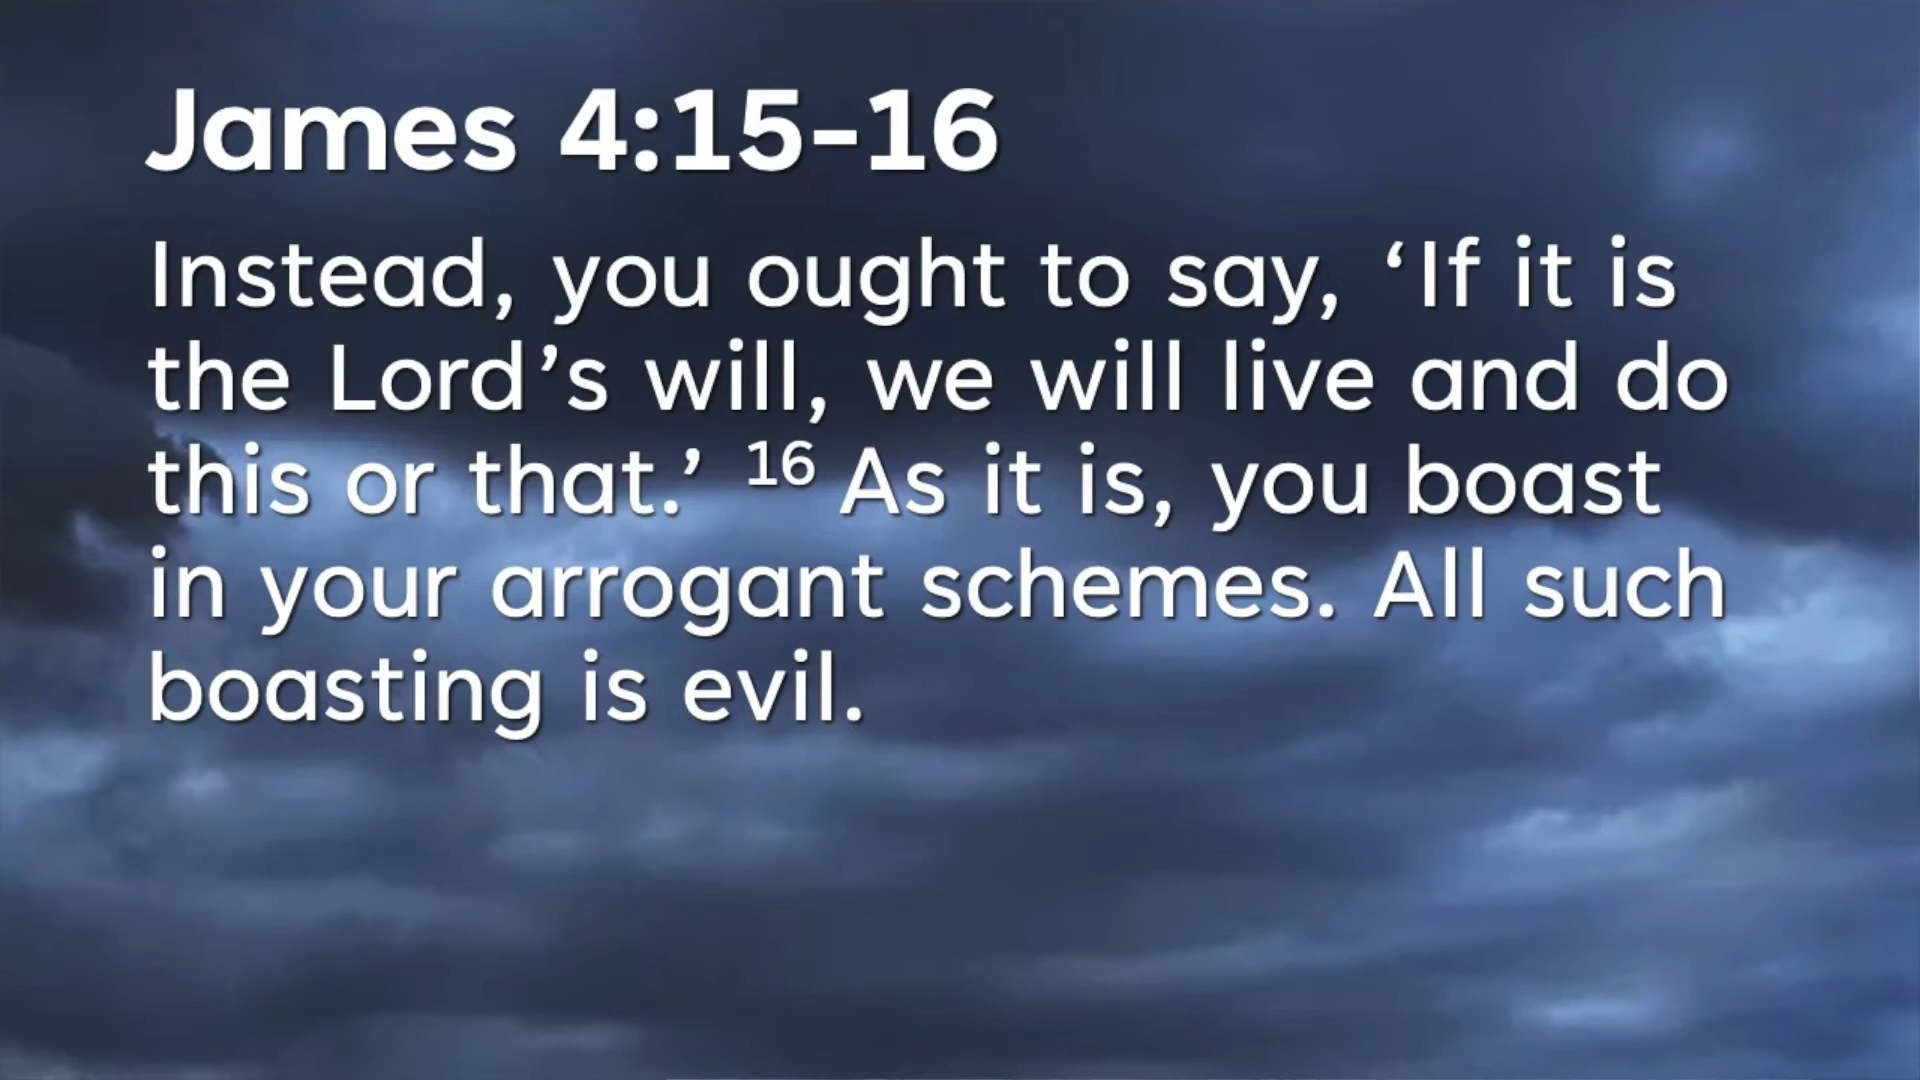 James 4:15-16
Instead, you ought to say, ‘If it is
the Lord’s will, we will live and do
this or that.’ 16 As it is, you boast
in your arrogant schemes. All such
boasting is evil.